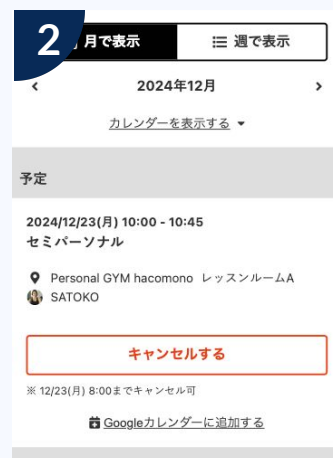 2
月で表示
週で表示
2024年12月
カレンダーを表示する
予定
2024/12/23(月) 10:00 - 10:45
セミパーソナル
Personal GYM hacomono レッスンルームA
SATOKO
キャンセルする
※ 12/23(月) 8:00までキャンセル可
Googleカレンダーに追加する